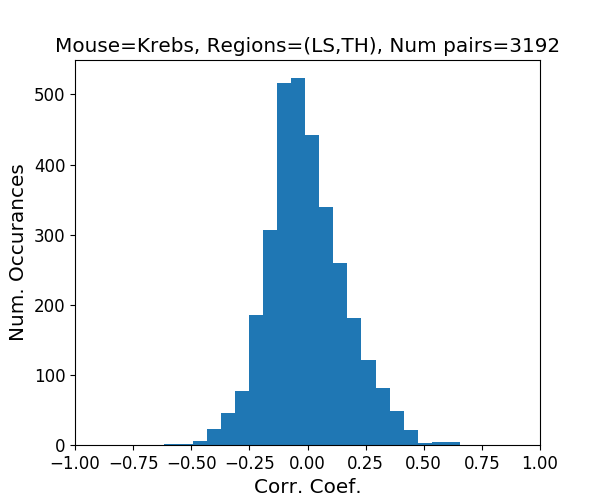 Mouse=Krebs, Regions=(LS,TH), Num pairs=3192
Num. Occurances
500
400
300
200
100
0
−1.00 −0.75 −0.50 −0.25 0.00 0.25 0.50 0.75 1.00
Corr. Coef.